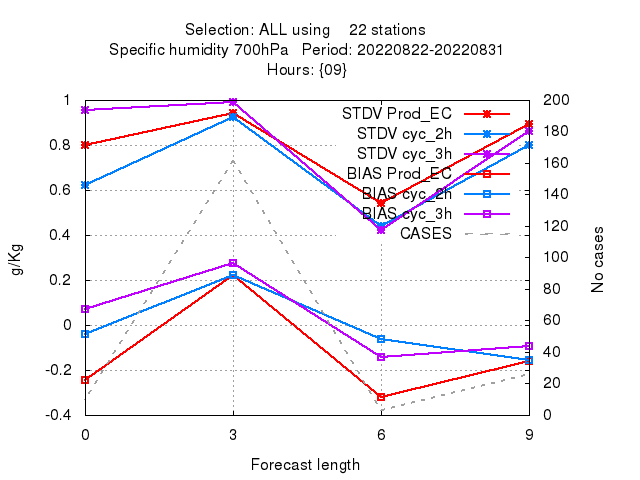 Selection: ALL using    22 stations
Specific humidity 700hPa   Period: 20220822-20220831
Hours: {09}
STDV Prod_EC
STDV cyc_2h
STDV cyc_3h
BIAS Prod_EC
BIAS cyc_2h
BIAS cyc_3h
CASES
1
0.8
0.6
0.4
0.2
0
-0.2
-0.4
g/Kg
200
180
160
140
120
100
80
60
40
20
0
No cases
0 3 6 9
Forecast length